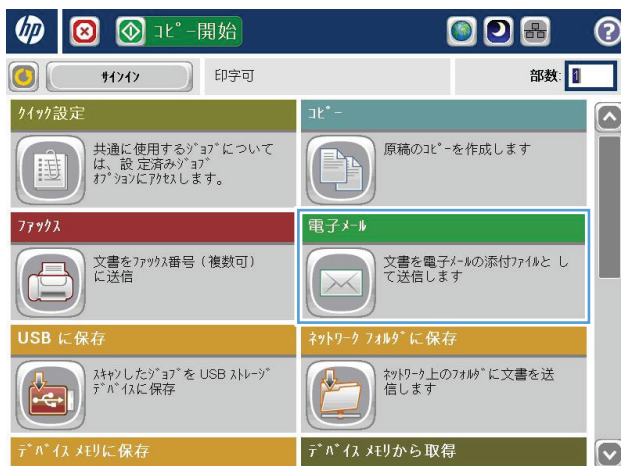 hp
ｺﾋﾟｰ開始
ｻｲﾝｲﾝ
印字可
部数:
1
ｸｲｯｸ設定
共通に使用するｼﾞｮﾌﾞについて
は、設 定済みｼﾞｮﾌﾞ
ｵﾌﾟｼｮﾝにｱｸｾｽしま す。
ｺﾋﾟｰ
原稿のｺﾋﾟｰを作成します
ﾌｧｯｸｽ
文書をﾌｧｯｸｽ番号（複数可）
に送信
電子ﾒｰﾙ
文書を電子ﾒｰﾙの添付ﾌｧｲﾙと し
て送信しま す
USB に保存
ｽｷｬﾝしたｼﾞｮﾌﾞを USB ｽﾄﾚｰｼﾞ
ﾃﾞﾊﾞｲｽに保存
ﾈｯﾄﾜｰｸ ﾌｫﾙﾀﾞに保存
ﾈｯﾄﾜｰｸ上のﾌｫﾙﾀﾞに文書を送
信します
ﾃﾞﾊﾞｲｽ ﾒﾓﾘに保存
ﾃﾞﾊﾞｲｽ ﾒﾓﾘから取得